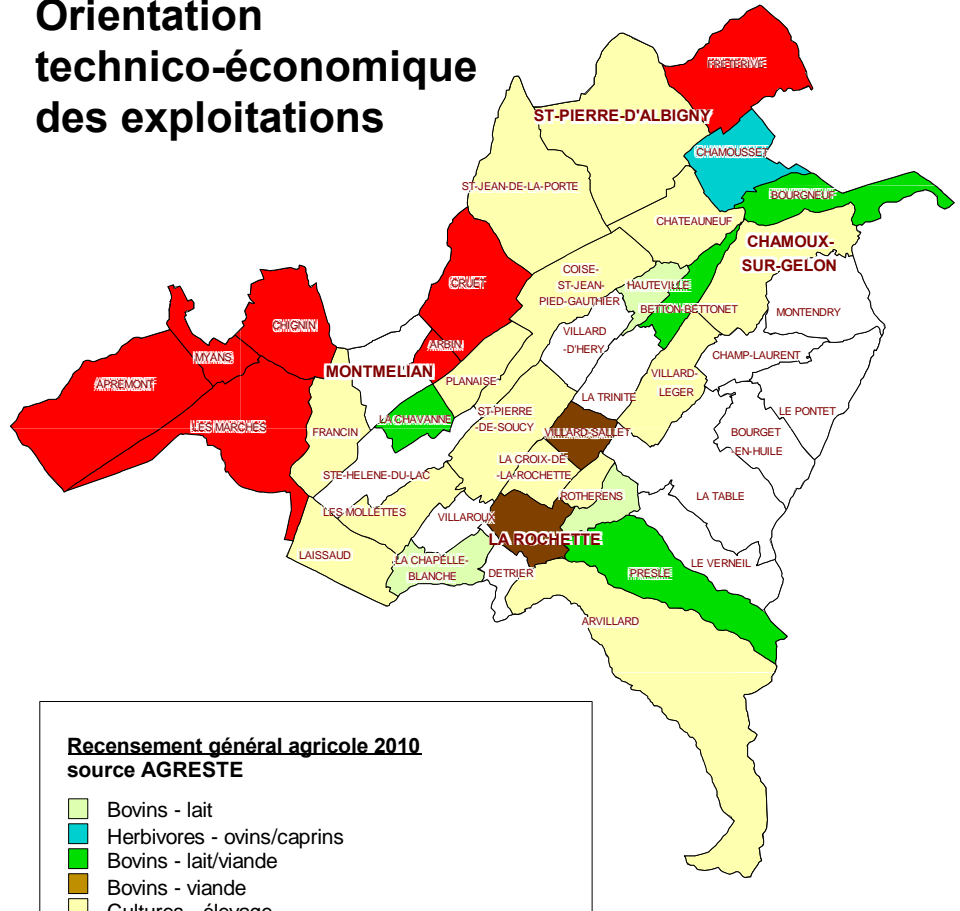 Orientation
technico-économique
des exploitations
FRETERIVE
ST-PIERRE-D'ALBIGNY
CHAMOUSSET
ST-JEAN-DE-LA-PORTE
BOURGNEUF
CHATEAUNEUF
CHAMOUX-
SUR-GELON
COISE-
ST-JEAN-
PIED-GAUTHIER
CRUET
HAUTEVILLE
BETTON-BETTONET
MONTENDRY
CHIGNIN
VILLARD
-D'HERY
ARBIN
MYANS
CHAMP-LAURENT
MONTMELIAN
PLANAISE
VILLARD-
LEGER
APREMONT
LA TRINITE
LE PONTET
LA CHAVANNE
ST-PIERRE
-DE-SOUCY
LES MARCHES
FRANCIN
VILLARD-SALLET
BOURGET
-EN-HUILE
LA CROIX-DE
-LA-ROCHETTE
STE-HELENE-DU-LAC
ROTHERENS
LA TABLE
LES MOLLETTES
VILLAROUX
LA ROCHETTE
LAISSAUD
LA CHAPELLE-
BLANCHE
DETRIER
PRESLE
LE VERNEIL
ARVILLARD
Recensement général agricole 2010
source AGRESTE
Bovins - lait
Herbivores - ovins/caprins
Bovins - lait/viande
Bovins - viande
Cultures - élevage